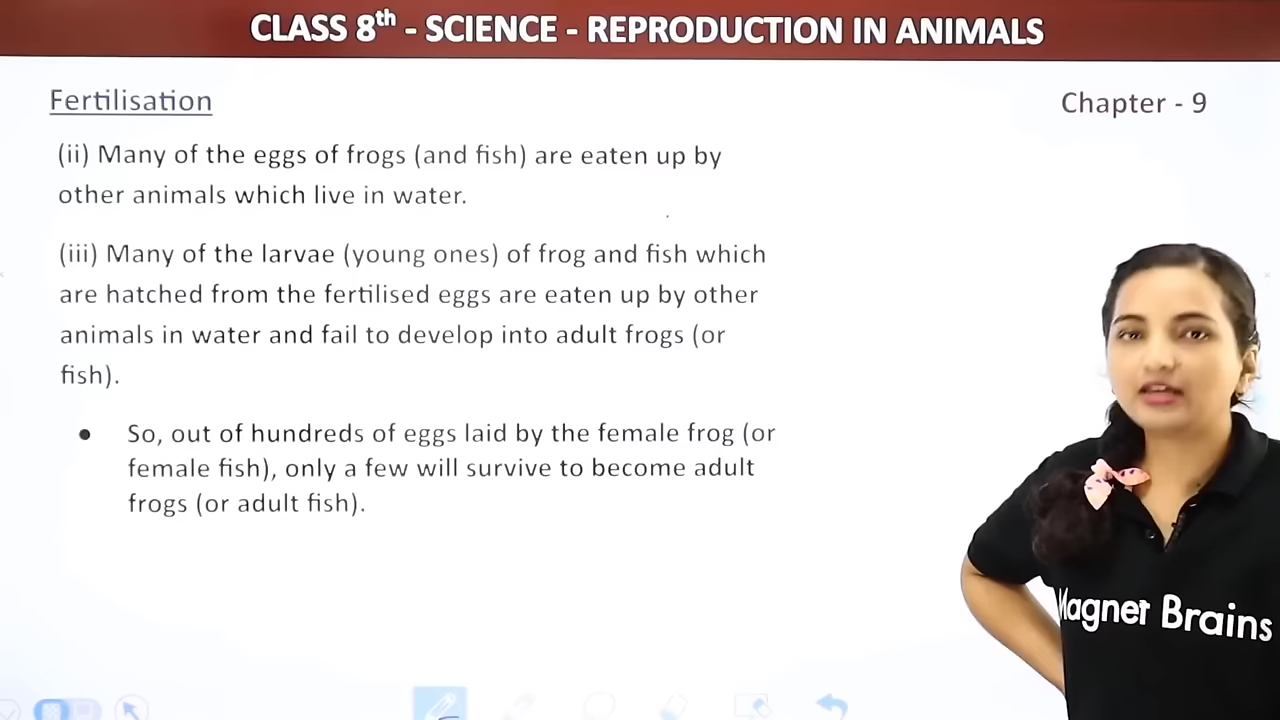 CLASS 8th - SCIENCE - REPRODUCTION IN ANIMALS
Fertilisation
Chapter - 9
(ii) Many of the eggs of frogs (and fish) are eaten up by
other animals which live in water.
(iii) Many of the larvae (young ones) of frog and fish which
are hatched from the fertilised eggs are eaten up by other
animals in water and fail to develop into adult frogs (or
fish).
● So, out of hundreds of eggs laid by the female frog (or
female fish), only a few will survive to become adult
frogs (or adult fish).
Magnet Brains